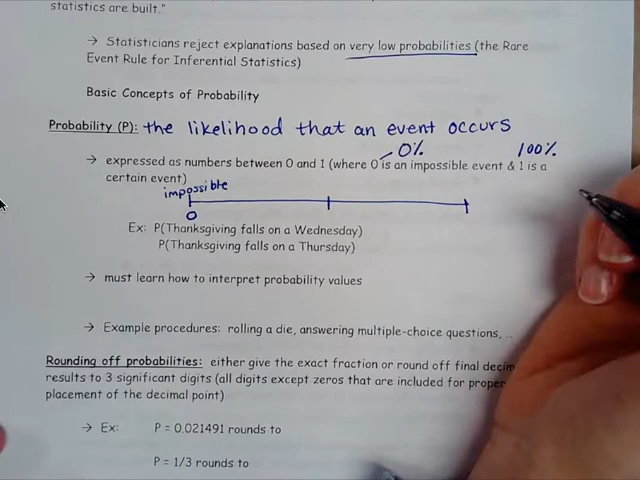 statistics are built."
→ Statisticians reject explanations based on very low probabilities (the Rare
Event Rule for Inferential Statistics)
Basic Concepts of Probability
Probability (P): the likelihood that an event occurs
0% 100%
→ expressed as numbers between 0 and 1 (where 0 is an impossible event & 1 is a
certain event)
impossible
0
Ex: P(Thanksgiving falls on a Wednesday)
P(Thanksgiving falls on a Thursday)
→ must learn how to interpret probability values
→ Example procedures: rolling a die, answering multiple-choice questions, ...
Rounding off probabilities: either give the exact fraction or round off final
results to 3 significant digits (all digits except zeros that are included for proper
placement of the decimal point)
→ Ex: P = 0.021491 rounds to
P = 1/3 rounds to